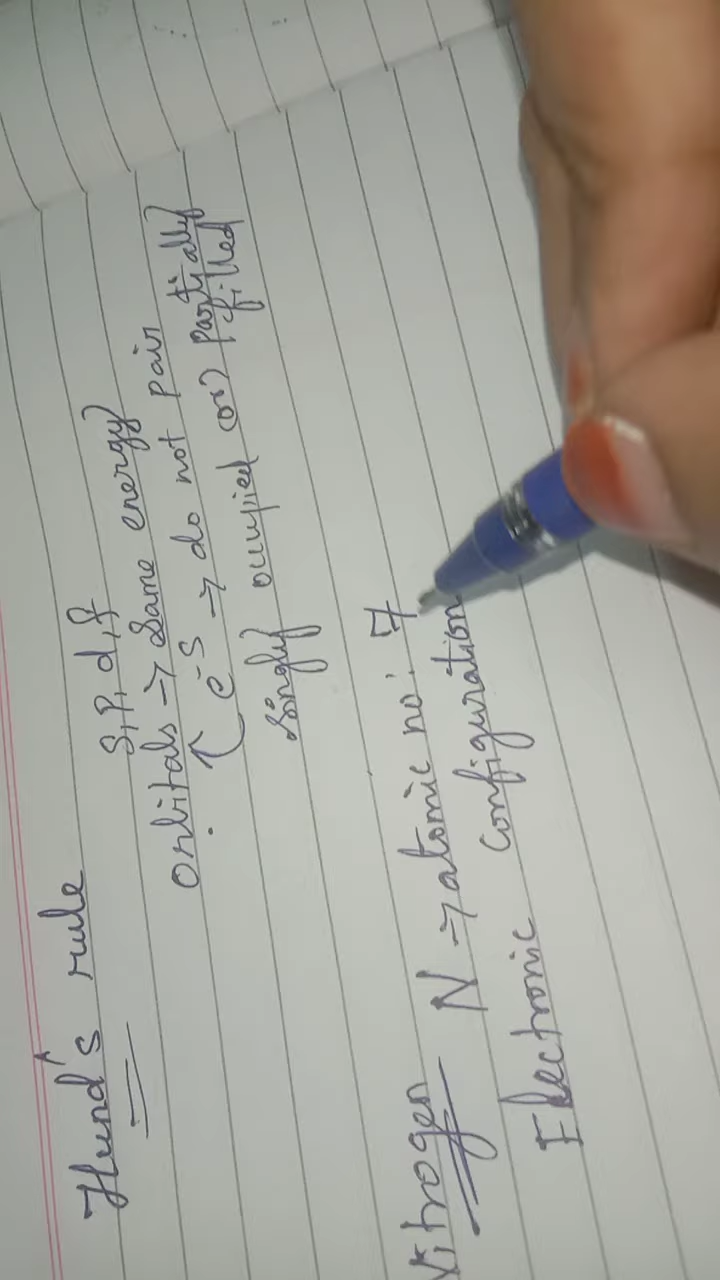 Hund's rule
s, p, d, f
orbitals → same energy
e⁻s → do not pair
singly occupied (or) partially filled
Nitrogen N → atomic no: 7
Electronic configuration